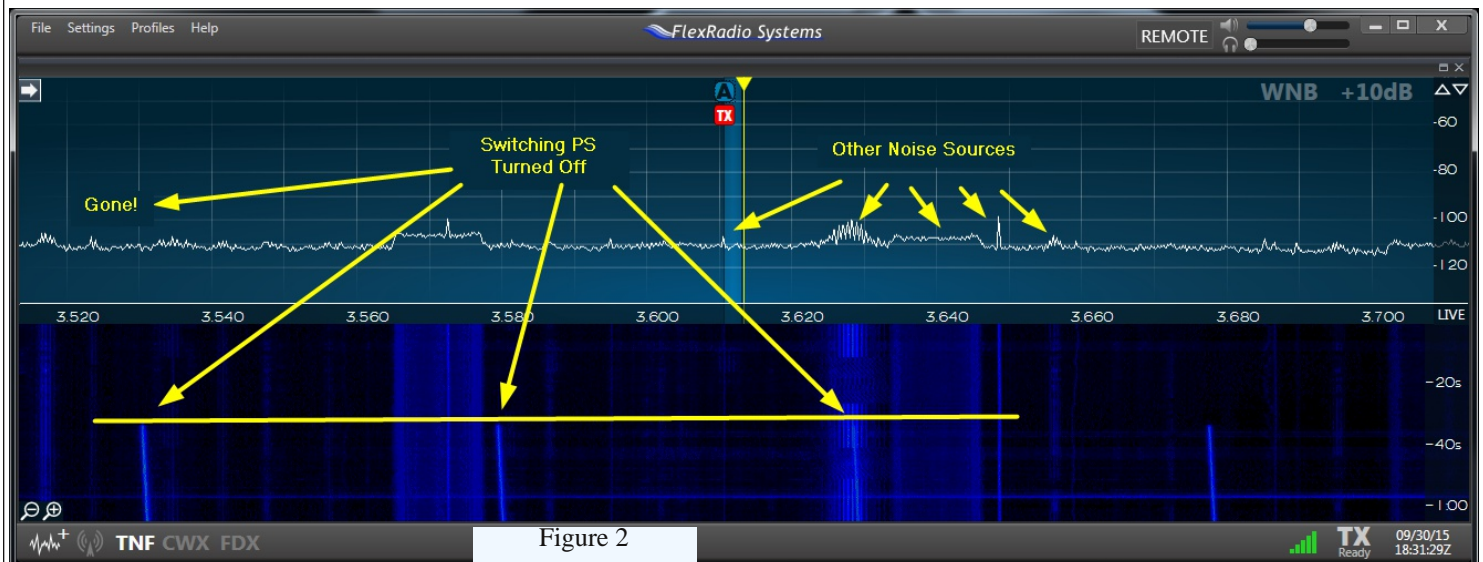 File Settings Profiles Help
FlexRadio Systems
REMOTE
X
WNB +10dB
A
TX
-60
Switching PS
Turned Off
Other Noise Sources
-80
Gone!
-100
-120
3.520 3.540 3.560 3.580 3.600 3.620 3.640 3.660 3.680 3.700 LIVE
-20s
-40s
-1:00
TNF CWX FDX
Figure 2
TX
Ready
09/30/15
18:31:29Z